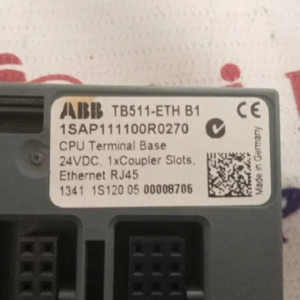 ABB TB511-ETH B1
1SAP111100R0270
CPU Terminal Base
24VDC, 1xCoupler Slots,
Ethernet RJ45
1341 1S120 05 00008706
CE
Made in Germany